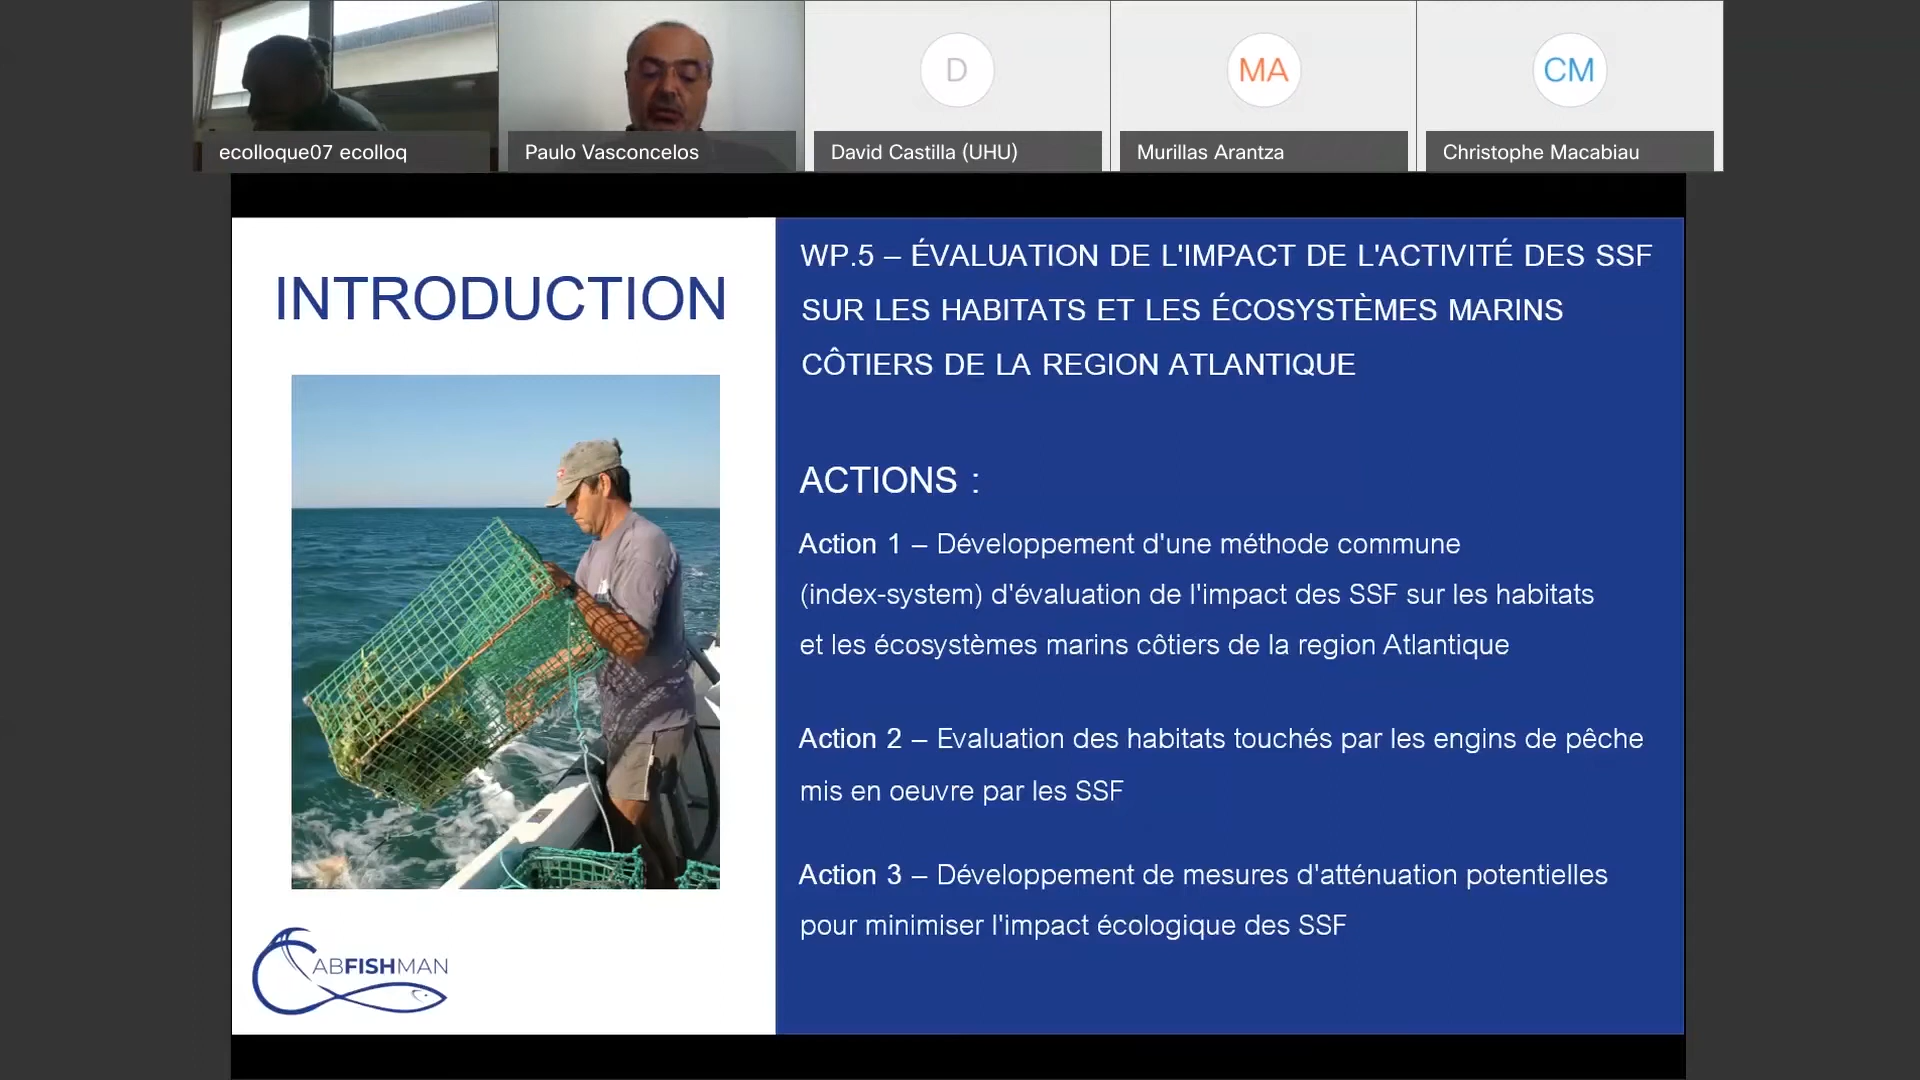 ecolloque07 ecolloq
Paulo Vasconcelos
D
David Castilla (UHU)
MA
Murillas Arantza
CM
Christophe Macabiau
INTRODUCTION
CABFISHMAN
WP.5 – ÉVALUATION DE L'IMPACT DE L'ACTIVITÉ DES SSF
SUR LES HABITATS ET LES ÉCOSYSTÈMES MARINS
CÔTIERS DE LA REGION ATLANTIQUE
ACTIONS :
Action 1 – Développement d'une méthode commune
(index-system) d'évaluation de l'impact des SSF sur les habitats
et les écosystèmes marins côtiers de la region Atlantique
Action 2 – Evaluation des habitats touchés par les engins de pêche
mis en oeuvre par les SSF
Action 3 – Développement de mesures d'atténuation potentielles
pour minimiser l'impact écologique des SSF